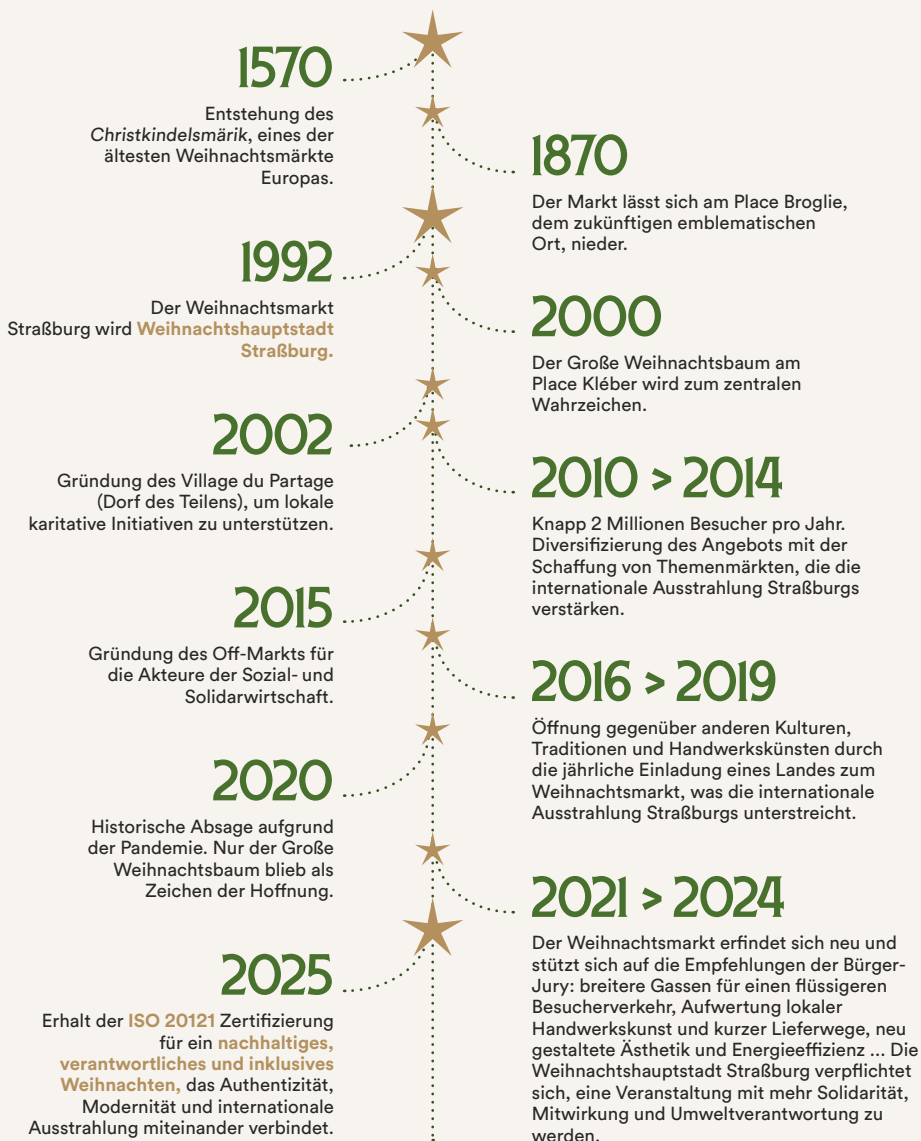 1570
Entstehung des
Christkindelsmärik, eines der
ältesten Weihnachtsmärkte
Europas.
1870
Der Markt lässt sich am Place Broglie,
dem zukünftigen emblematischen
Ort, nieder.
1992
Der Weihnachtsmarkt
Straßburg wird Weihnachtshauptstadt
Straßburg.
2000
Der Große Weihnachtsbaum am
Place Kléber wird zum zentralen
Wahrzeichen.
2002
Gründung des Village du Partage
(Dorf des Teilens), um lokale
karitative Initiativen zu unterstützen.
2010 > 2014
Knapp 2 Millionen Besucher pro Jahr.
Diversifizierung des Angebots mit der
Schaffung von Themenmärkten, die die
internationale Ausstrahlung Straßburgs
verstärken.
2015
Gründung des Off-Markts für
die Akteure der Sozial- und
Solidarwirtschaft.
2016 > 2019
Öffnung gegenüber anderen Kulturen,
Traditionen und Handwerkskünsten durch
die jährliche Einladung eines Landes zum
Weihnachtsmarkt, was die internationale
Ausstrahlung Straßburgs unterstreicht.
2020
Historische Absage aufgrund
der Pandemie. Nur der Große
Weihnachtsbaum blieb als
Zeichen der Hoffnung.
2021 > 2024
Der Weihnachtsmarkt erfindet sich neu und
stützt sich auf die Empfehlungen der Bürger-
Jury: breitere Gassen für einen flüssigeren
Besucherverkehr, Aufwertung lokaler
Handwerkskunst und kurzer Lieferwege, neu
gestaltete Ästhetik und Energieeffizienz ... Die
Weihnachtshauptstadt Straßburg verpflichtet
sich, eine Veranstaltung mit mehr Solidarität,
Mitwirkung und Umweltverantwortung zu
werden.
2025
Erhalt der ISO 20121 Zertifizierung
für ein nachhaltiges,
verantwortliches und inklusives
Weihnachten, das Authentizität,
Modernität und internationale
Ausstrahlung miteinander verbindet.